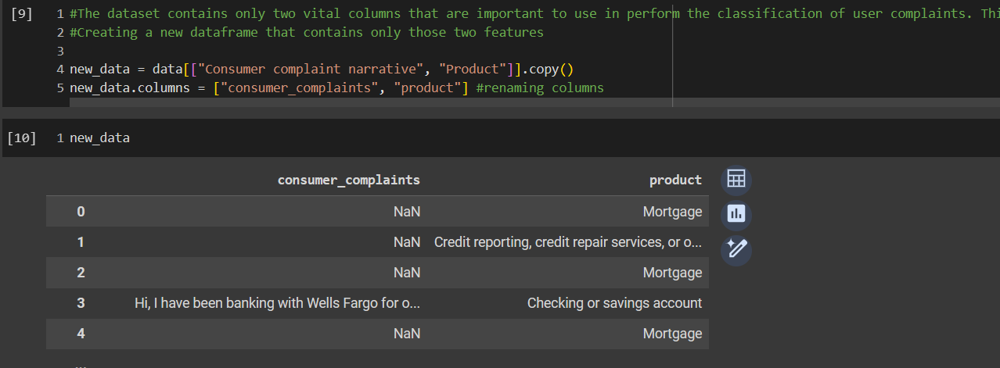 [9] 1 #The dataset contains only two vital columns that are important to use in perform the classification of user complaints. Thi
2 #Creating a new dataframe that contains only those two features
3
4 new_data = data[["Consumer complaint narrative", "Product"]].copy()
5 new_data.columns = ["consumer_complaints", "product"] #renaming columns
[10] 1 new_data
consumer_complaints product
0 NaN Mortgage
1 NaN Credit reporting, credit repair services, or o...
2 NaN Mortgage
3 Hi, I have been banking with Wells Fargo for o... Checking or savings account
4 NaN Mortgage
...